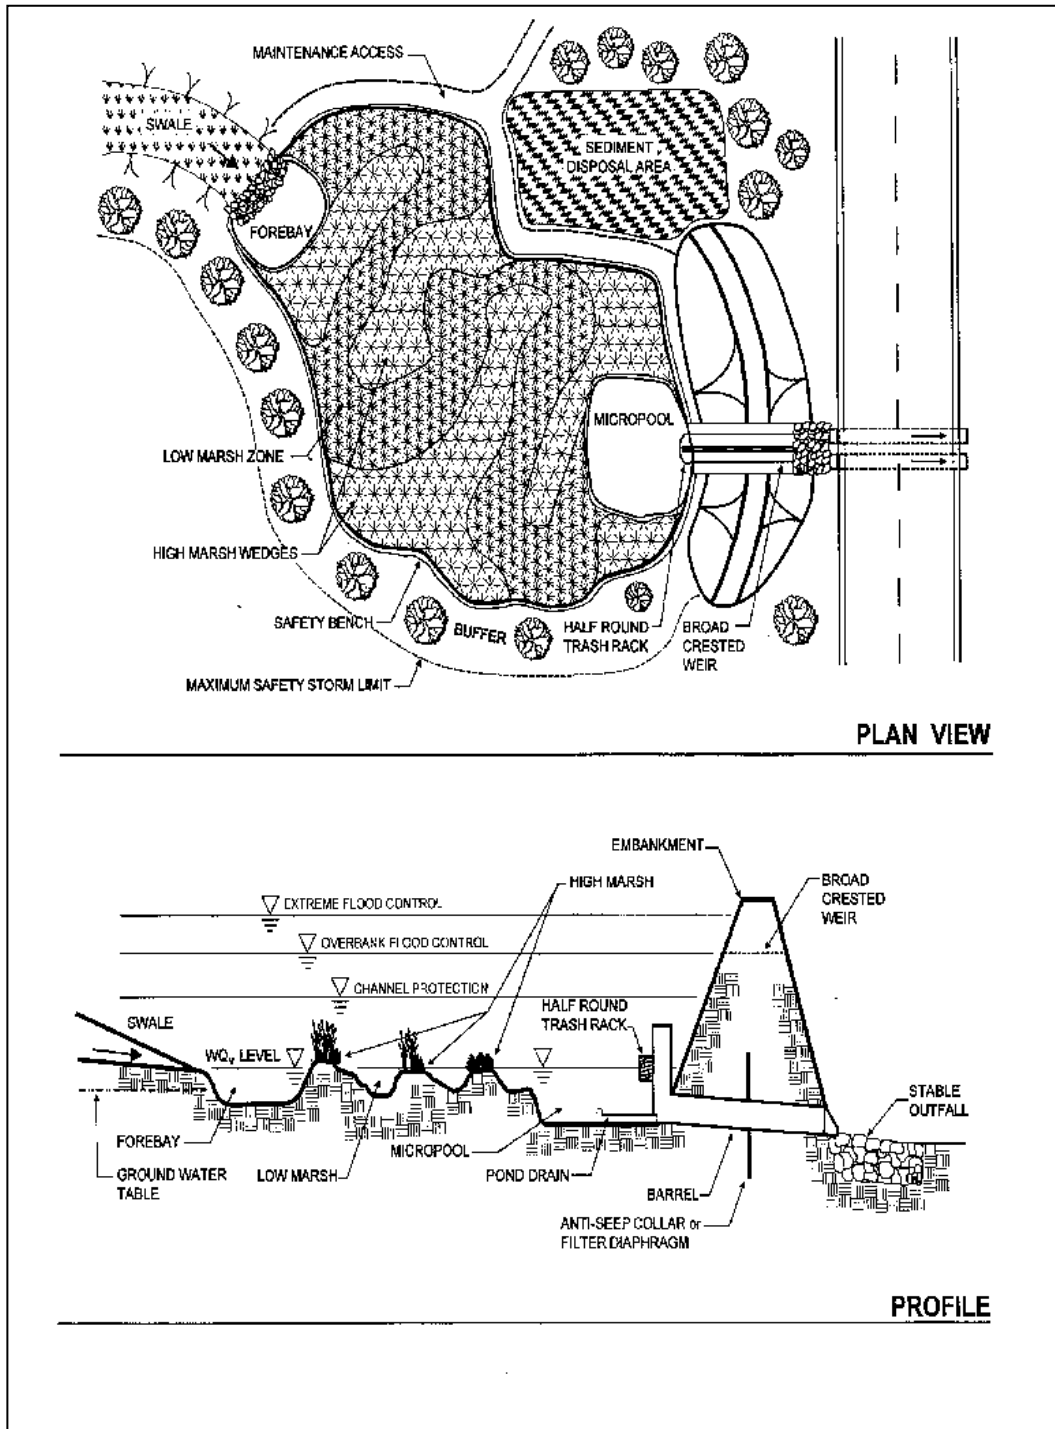 MAINTENANCE ACCESS
SWALE
SEDIMENT
DISPOSAL AREA
FOREBAY
MICROPOOL
LOW MARSH ZONE
HIGH MARSH WEDGES
SAFETY BENCH
BUFFER
HALF ROUND
TRASH RACK
BROAD
CRESTED
WEIR
MAXIMUM SAFETY STORM LIMIT
PLAN VIEW
EMBANKMENT
HIGH MARSH
BROAD
CRESTED
WEIR
EXTREME FLOOD CONTROL
OVERBANK FLOOD CONTROL
CHANNEL PROTECTION
HALF ROUND
TRASH RACK
SWALE
WQv LEVEL
STABLE
OUTFALL
FOREBAY
MICROPOOL
GROUND WATER
TABLE
LOW MARSH
POND DRAIN
BARREL
ANTI-SEEP COLLAR or
FILTER DIAPHRAGM
PROFILE